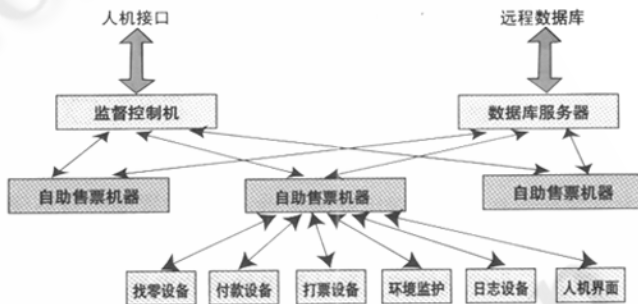 人机接口 远程数据库
监督控制机 数据库服务器
自助售票机器 自助售票机器 自助售票机器
找零设备 付款设备 打票设备 环境监护 日志设备 人机界面